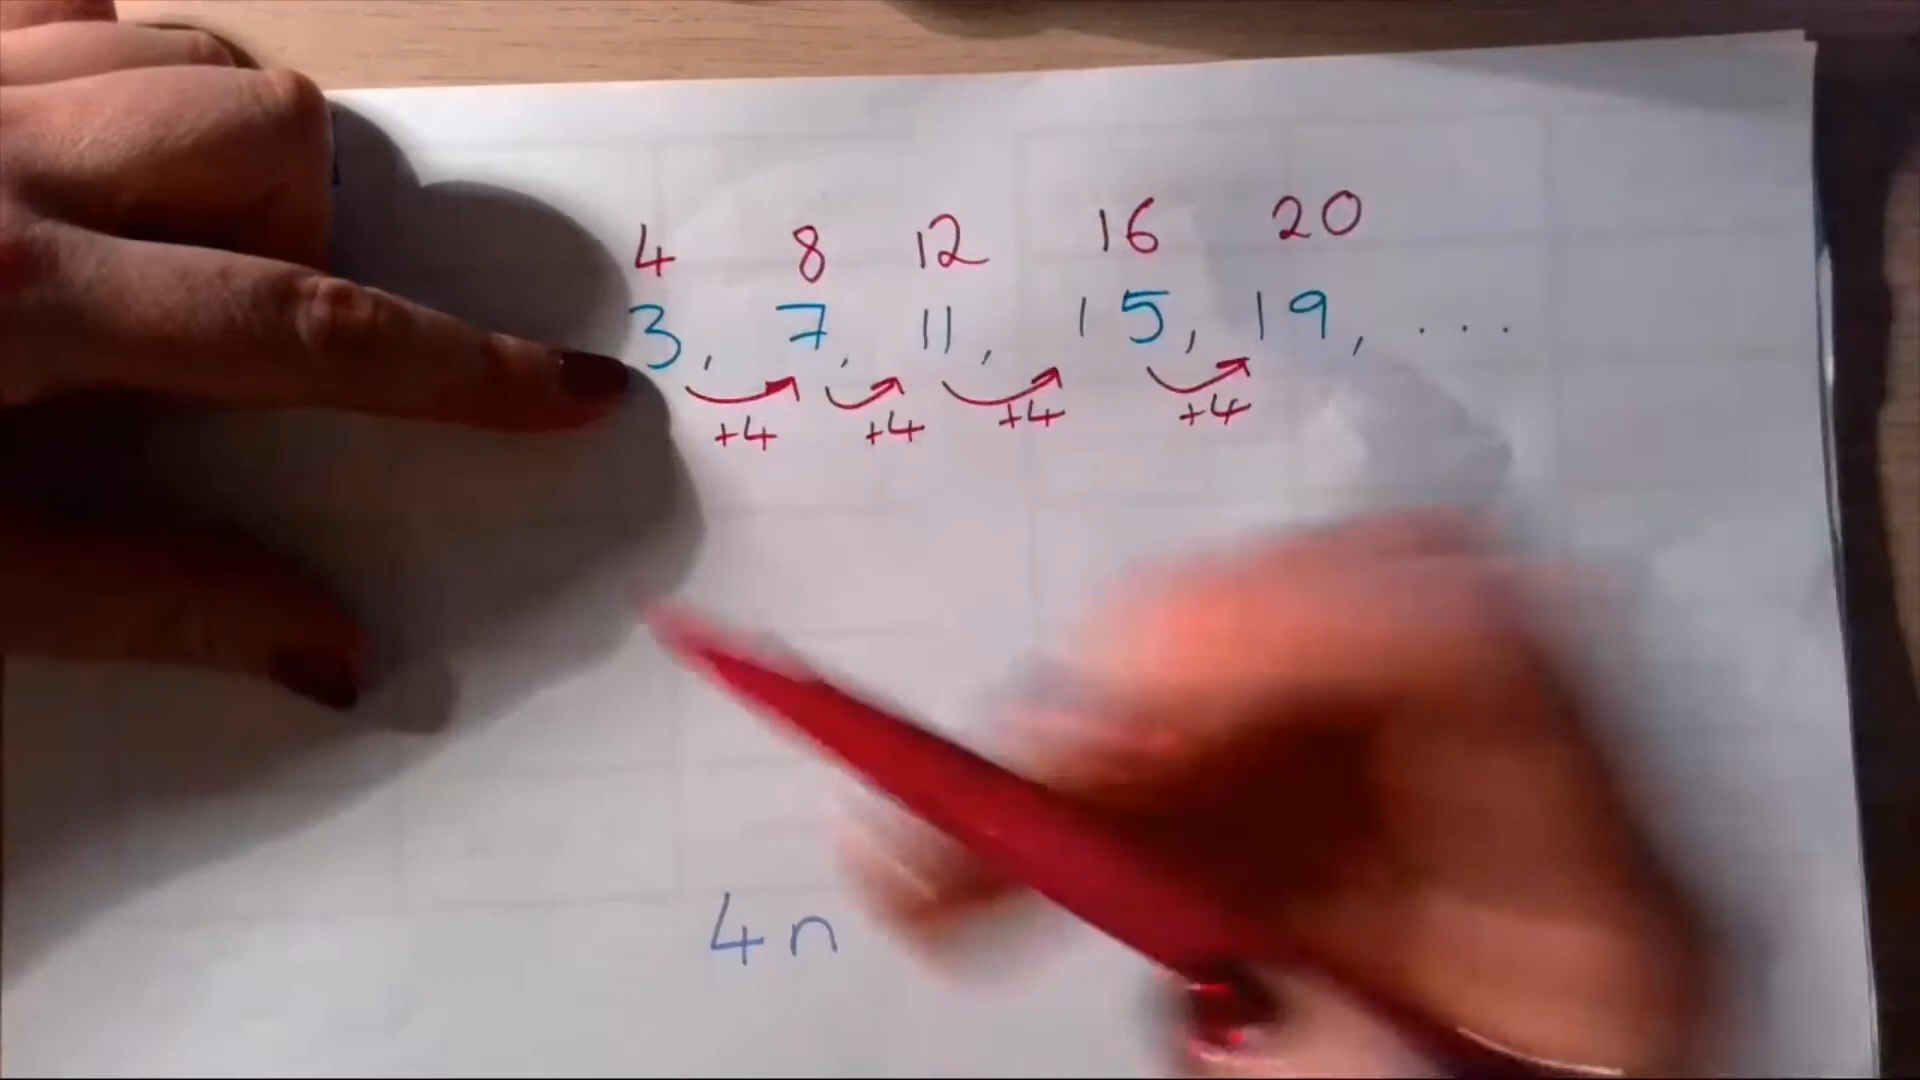 4 8 12 16 20
3, 7, 11, 15, 19, ...
+4 +4 +4 +4
4n